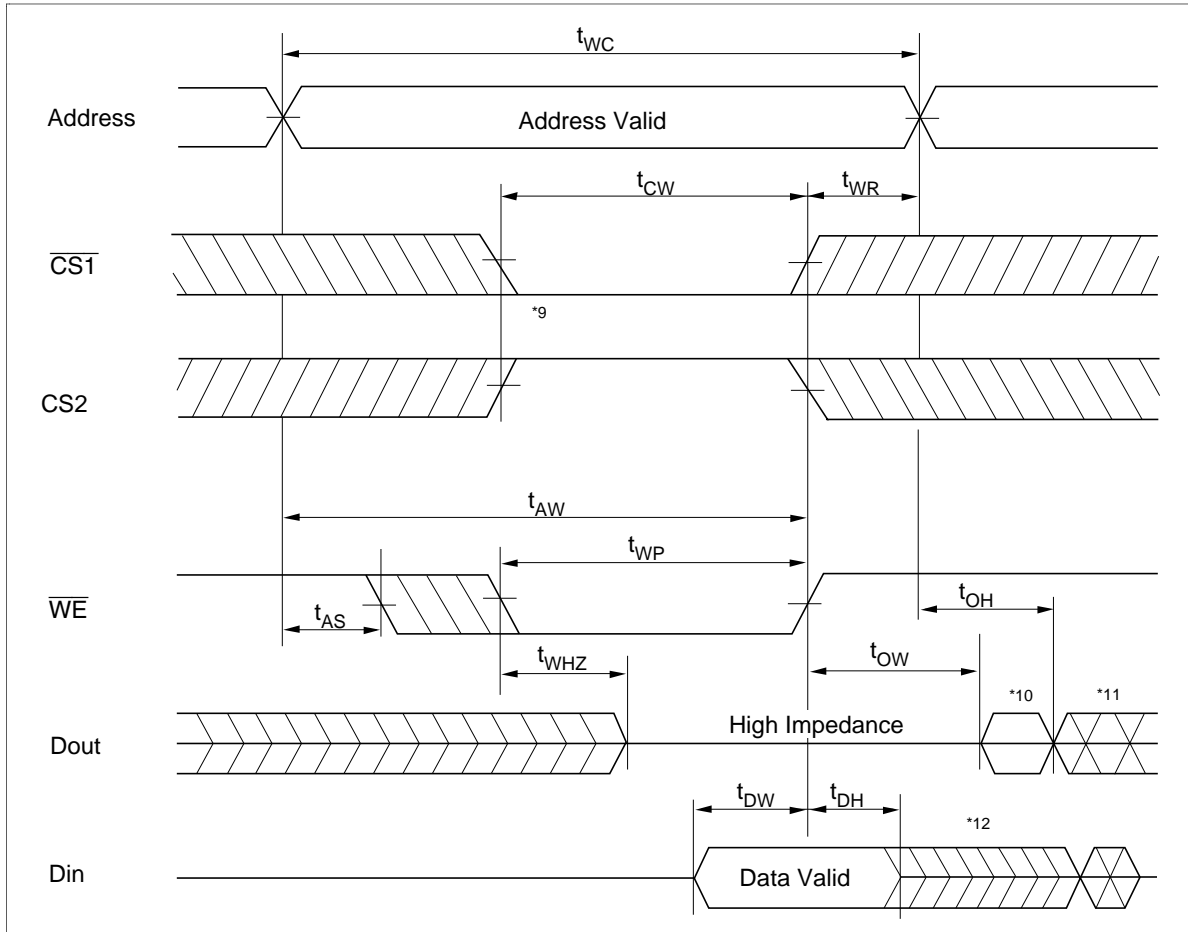 tWC
Address
Address Valid
tCW
tWR
CS1
*9
CS2
tAW
tWP
WE
tAS
tOH
tWHZ
tOW
*10
*11
High Impedance
Dout
tDW
tDH
*12
Din
Data Valid